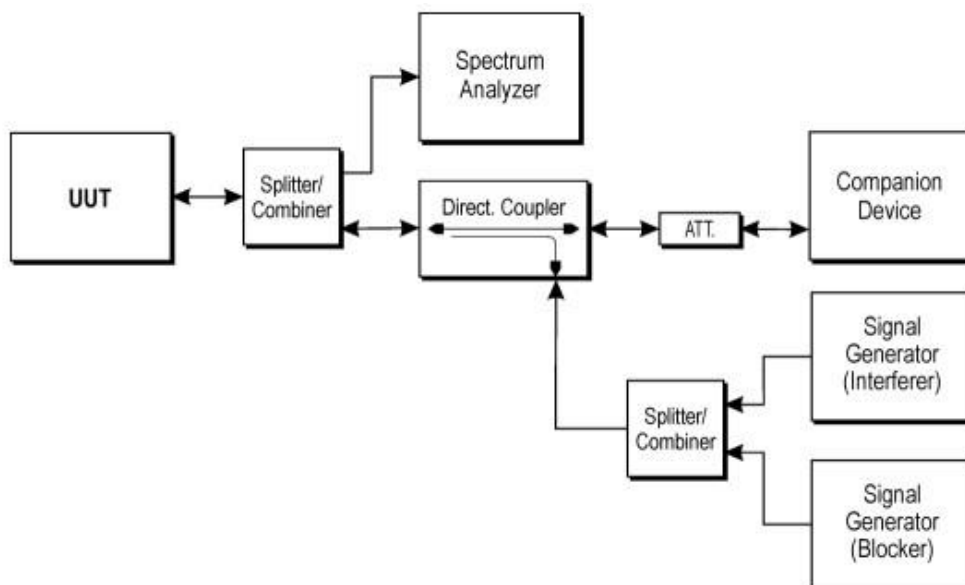 Spectrum
Analyzer
UUT
Splitter/
Combiner
Direct. Coupler
ATT.
Companion
Device
Signal
Generator
(Interferer)
Splitter/
Combiner
Signal
Generator
(Blocker)